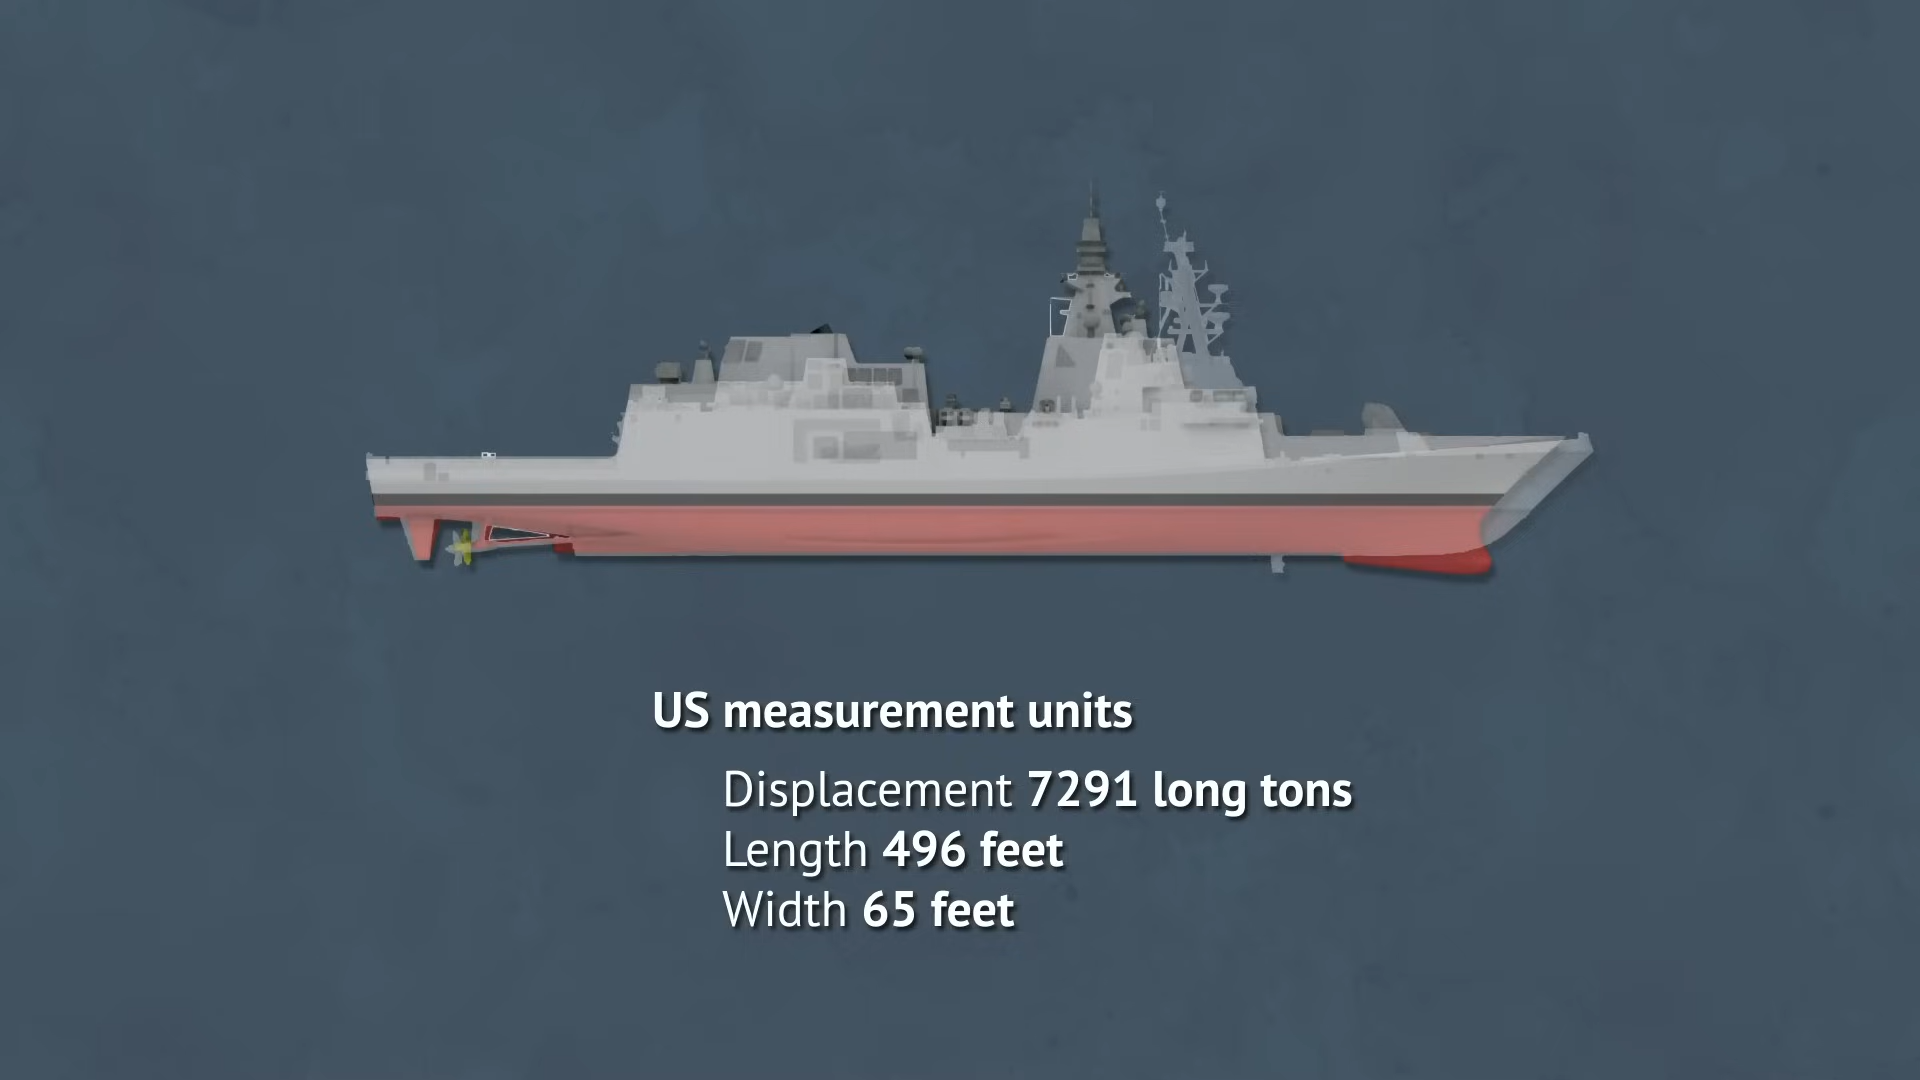 US measurement units
Displacement 7291 long tons
Length 496 feet
Width 65 feet